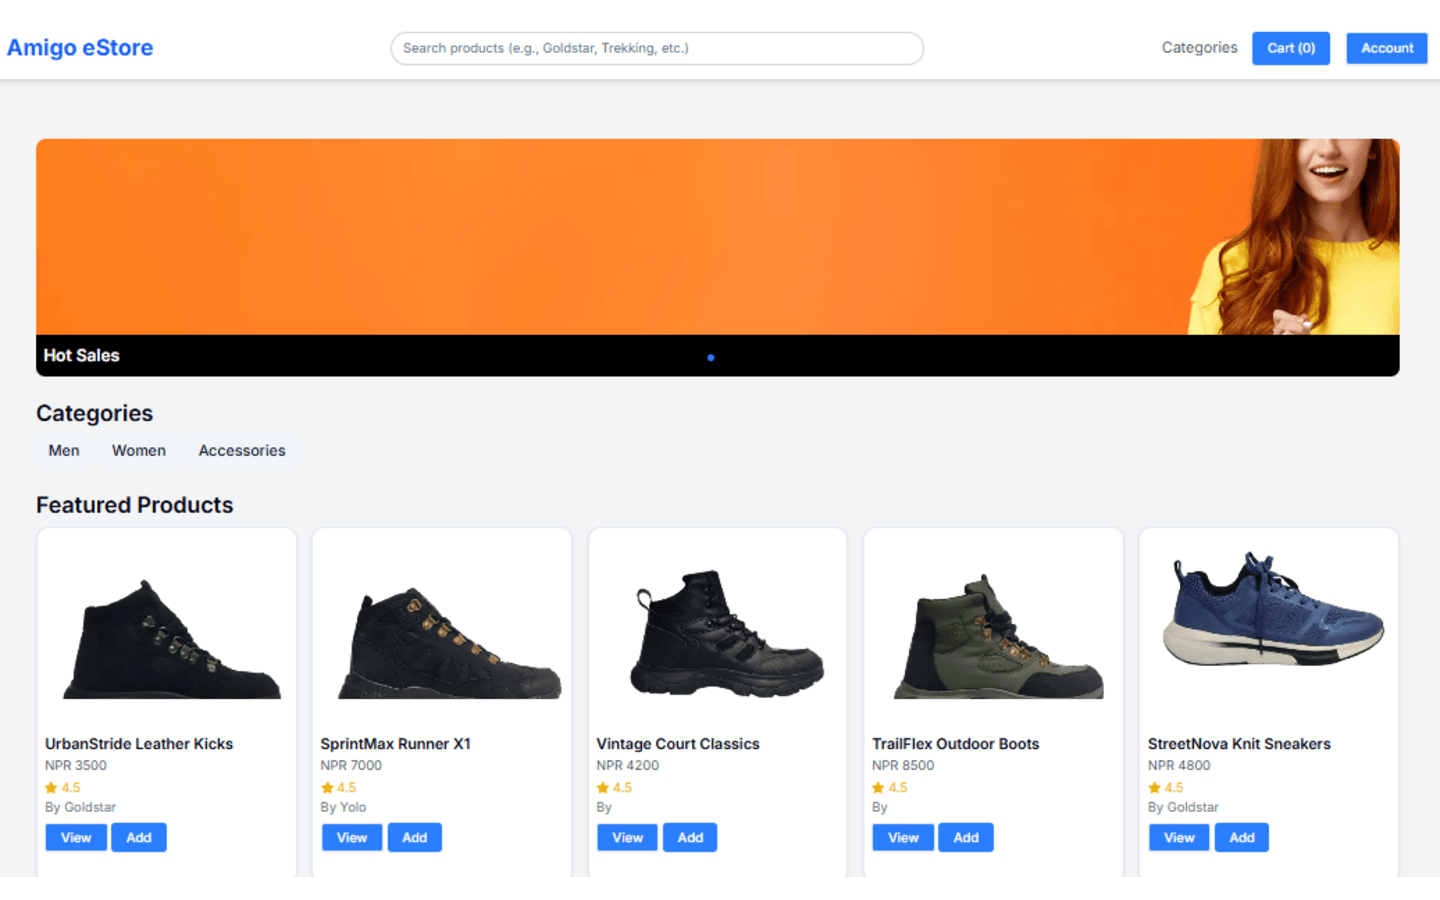 Amigo eStore
Search products (e.g., Goldstar, Trekking, etc.)
Categories
Cart (0)
Account
Hot Sales
Categories
Men
Women
Accessories
Featured Products
UrbanStride Leather Kicks
NPR 3500
4.5
By Goldstar
View
Add
SprintMax Runner X1
NPR 7000
4.5
By Yolo
View
Add
Vintage Court Classics
NPR 4200
4.5
By
View
Add
TrailFlex Outdoor Boots
NPR 8500
4.5
By
View
Add
StreetNova Knit Sneakers
NPR 4800
4.5
By Goldstar
View
Add